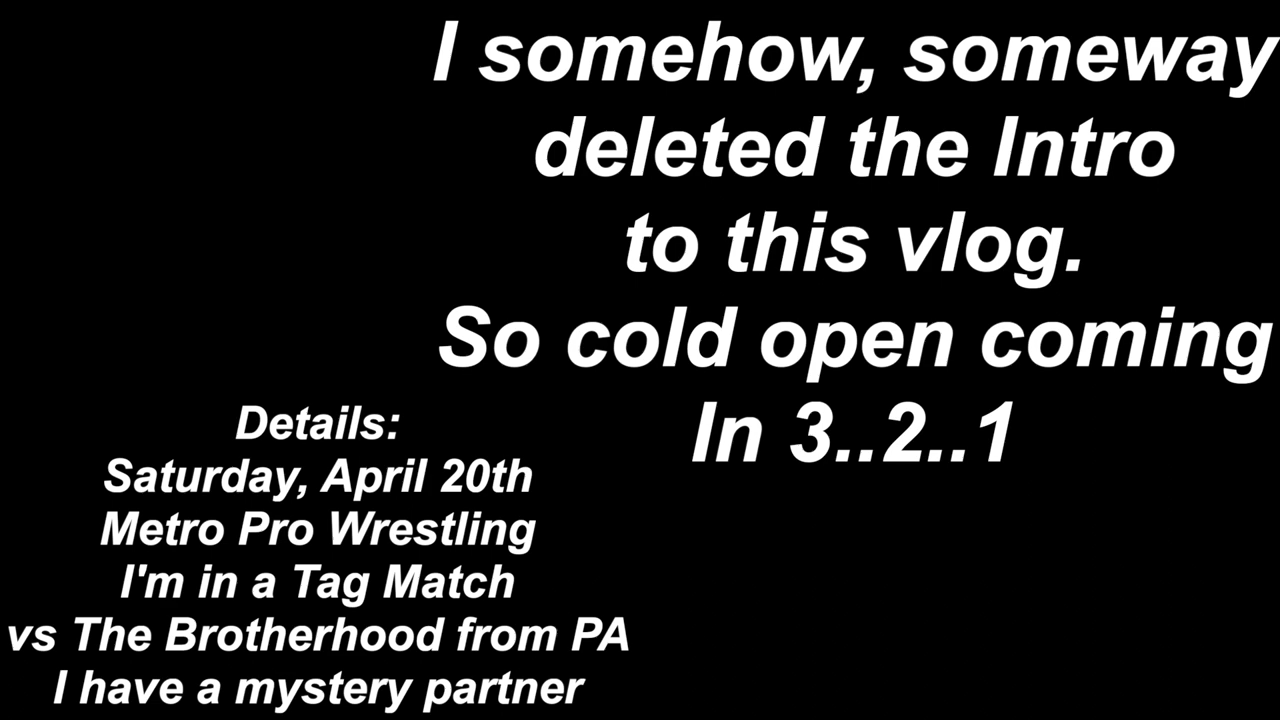 I somehow, someway
deleted the Intro
to this vlog.
So cold open coming
In 3..2..1
Details:
Saturday, April 20th
Metro Pro Wrestling
I'm in a Tag Match
vs The Brotherhood from PA
I have a mystery partner